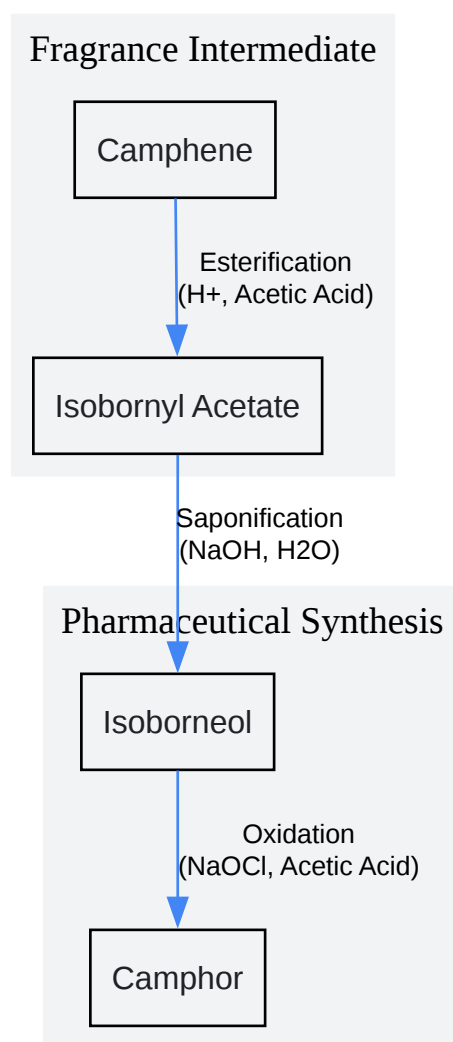 Fragrance Intermediate
Camphene
Esterification
(H+, Acetic Acid)
Isobornyl Acetate
Saponification
(NaOH, H2O)
Pharmaceutical Synthesis
Isoborneol
Oxidation
(NaOCl, Acetic Acid)
Camphor